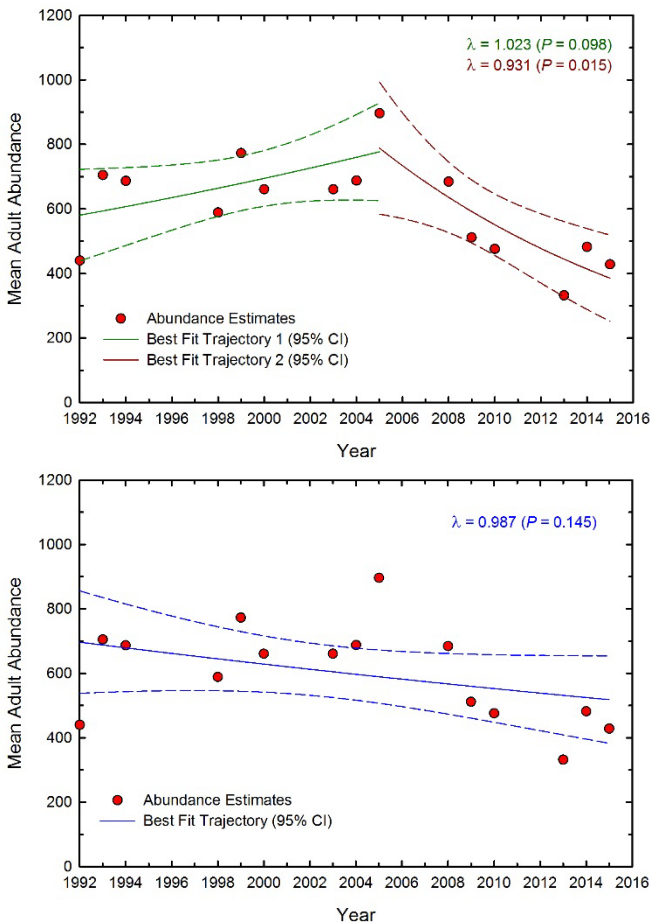 1200
λ = 1.023 (P = 0.098)
λ = 0.931 (P = 0.015)
1000
800
600
400
200
0
Mean Adult Abundance
Abundance Estimates
Best Fit Trajectory 1 (95% CI)
Best Fit Trajectory 2 (95% CI)
1992 1994 1996 1998 2000 2002 2004 2006 2008 2010 2012 2014 2016
Year
1200
λ = 0.987 (P = 0.145)
1000
800
600
400
200
0
Mean Adult Abundance
Abundance Estimates
Best Fit Trajectory (95% CI)
1992 1994 1996 1998 2000 2002 2004 2006 2008 2010 2012 2014 2016
Year